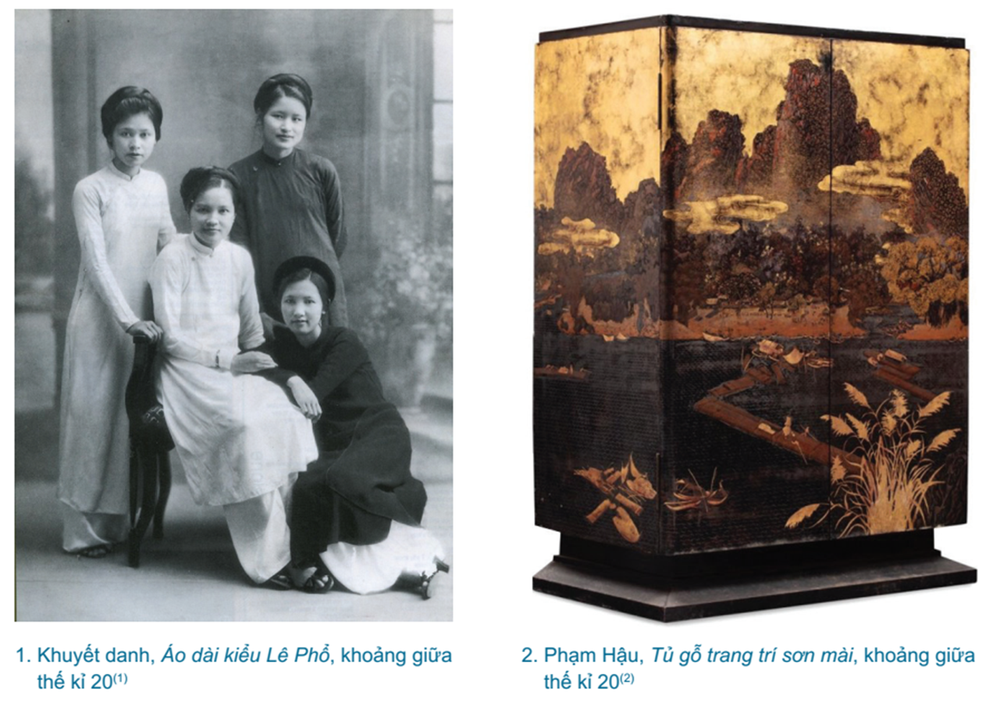 1. Khuyết danh, Áo dài kiểu Lê Phổ, khoảng giữa
thế kỉ 20(1)
2. Phạm Hậu, Tủ gỗ trang trí sơn mài, khoảng giữa
thế kỉ 20(2)